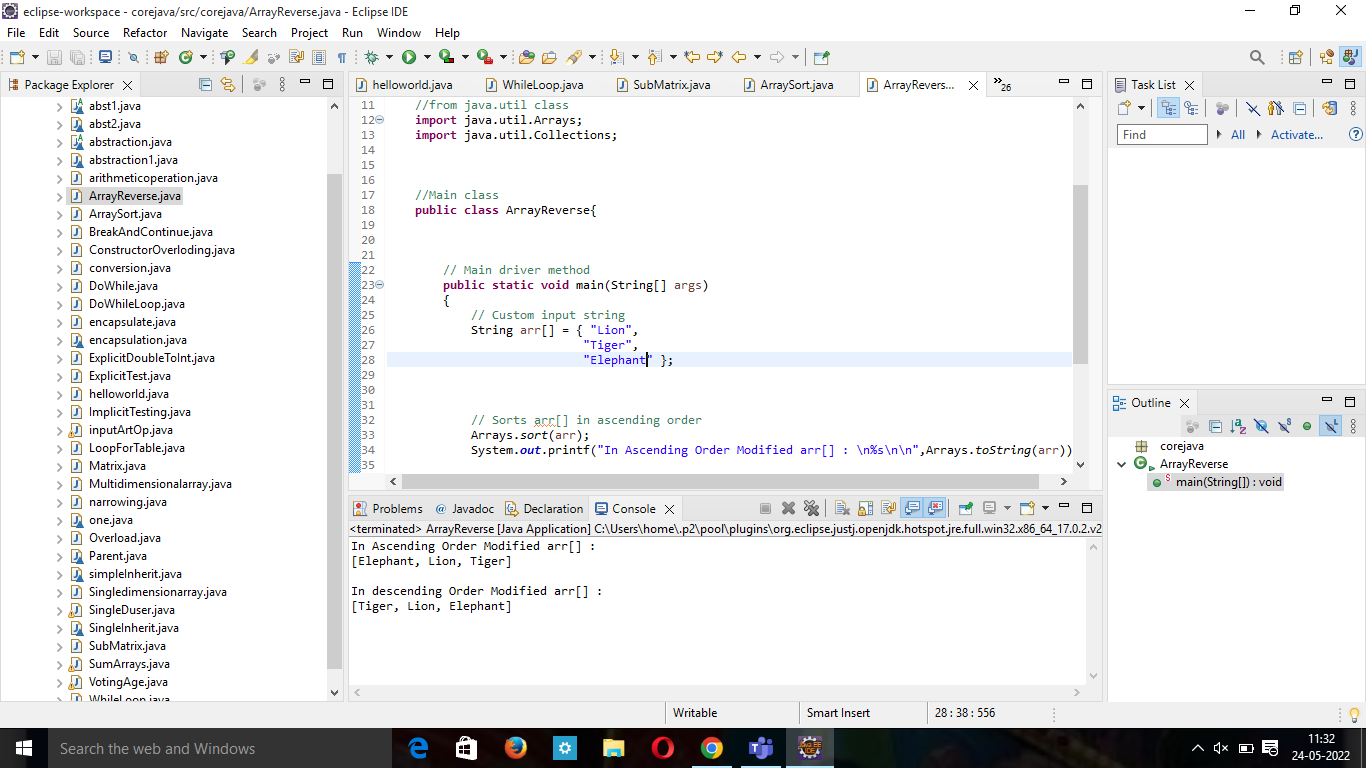 eclipse-workspace - corejava/src/corejava/ArrayReverse.java - Eclipse IDE
File Edit Source Refactor Navigate Search Project Run Window Help
Package Explorer
abst1.java
abst2.java
abstraction.java
abstraction1.java
arithmeticoperation.java
ArrayReverse.java
ArraySort.java
BreakAndContinue.java
ConstructorOverloding.java
conversion.java
DoWhile.java
DoWhileLoop.java
encapsulate.java
encapsulation.java
ExplicitDoubleToInt.java
ExplicitTest.java
helloworld.java
ImplicitTesting.java
inputArtOp.java
LoopForTable.java
Matrix.java
Multidimensionalarray.java
narrowing.java
one.java
Overload.java
Parent.java
simpleInherit.java
Singledimensionarray.java
SingleDuser.java
SingleInherit.java
SubMatrix.java
SumArrays.java
VotingAge.java
WhileLoop.java
helloworld.java WhileLoop.java SubMatrix.java ArraySort.java ArrayRevers... »26
11 //from java.util class
12 import java.util.Arrays;
13 import java.util.Collections;
14
15
16
17 //Main class
18 public class ArrayReverse{
19
20
21
22 // Main driver method
23 public static void main(String[] args)
24 {
25 // Custom input string
26 String arr[] = { "Lion",
27 "Tiger",
28 "Elephant" };
29
30
31
32 // Sorts arr[] in ascending order
33 Arrays.sort(arr);
34 System.out.printf("In Ascending Order Modified arr[] : \n%s\n\n",Arrays.toString(arr))
35
Problems @ Javadoc Declaration Console
<terminated> ArrayReverse [Java Application] C:\Users\home\.p2\pool\plugins\org.eclipse.justj.openjdk.hotspot.jre.full.win32.x86_64_17.0.2.v2
In Ascending Order Modified arr[] :
[Elephant, Lion, Tiger]
In descending Order Modified arr[] :
[Tiger, Lion, Elephant]
Task List
Find All Activate...
Outline
corejava
ArrayReverse
main(String[]) : void
Writable Smart Insert 28 : 38 : 556
Search the web and Windows
11:32
24-05-2022